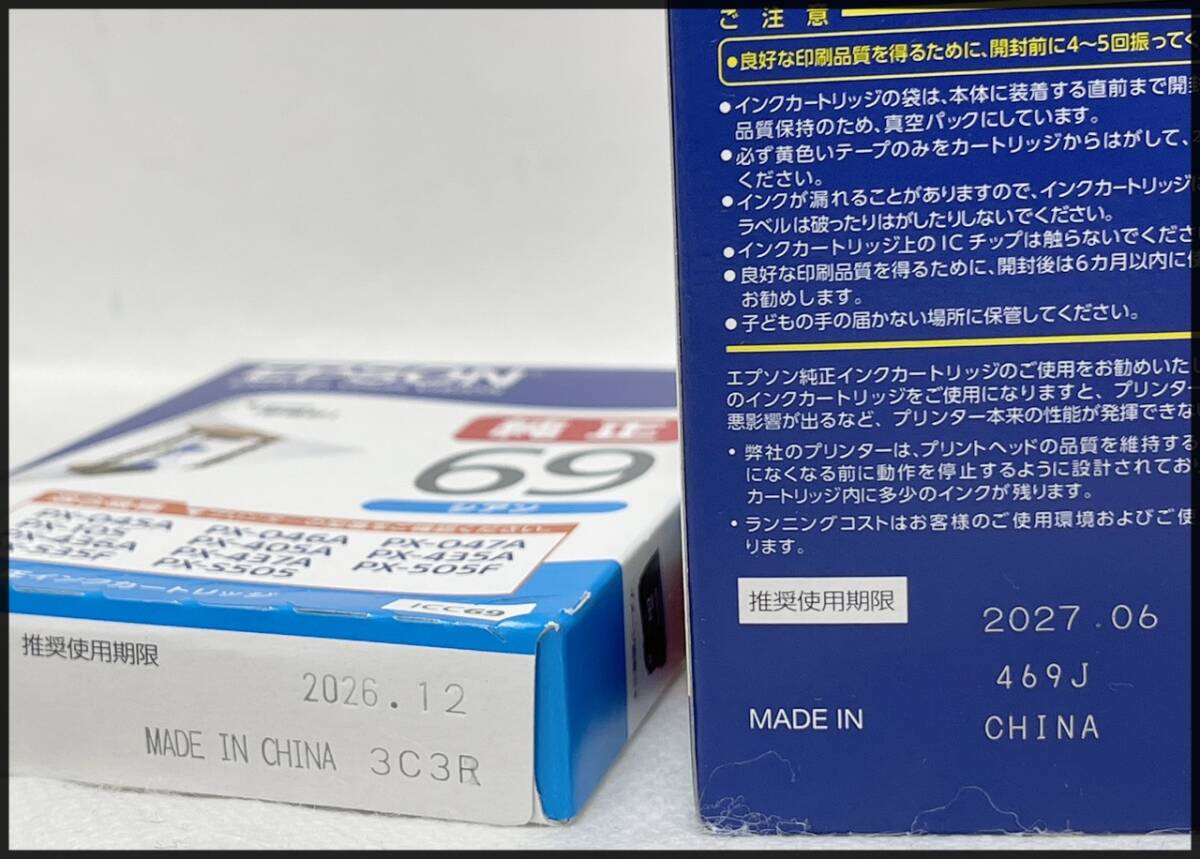 EPSON
純正
69
シアン
PX-045A PX-046A PX-047A
PX-105 PX-405A PX-435A
PX-436A PX-437A PX-505F
PX-535F PX-S505
正インクカートリッジ
ICC69
推奨使用期限
2026.12
MADE IN CHINA 3C3R
ご注意
●良好な印刷品質を得るために、開封前に4〜5回振ってく
●インクカートリッジの袋は、本体に装着する直前まで開
品質保持のため、真空パックにしています。
●必ず黄色いテープのみをカートリッジからはがして、
ください。
●インクが漏れることがありますので、インクカートリッジ
ラベルは破ったりはがしたりしないでください。
●インクカートリッジ上のICチップは触らないでくださ
●良好な印刷品質を得るために、開封後は6カ月以内に使
お勧めします。
●子どもの手の届かない場所に保管してください。
エプソン純正インクカートリッジのご使用をお勧めいた
のインクカートリッジをご使用になりますと、プリンター
悪影響が出るなど、プリンター本来の性能が発揮できな
・弊社のプリンターは、プリントヘッドの品質を維持する
になくなる前に動作を停止するように設計されてお
カートリッジ内に多少のインクが残ります。
・ランニングコストはお客様のご使用環境およびご使
ります。
推奨使用期限
2027.06
469J
MADE IN CHINA